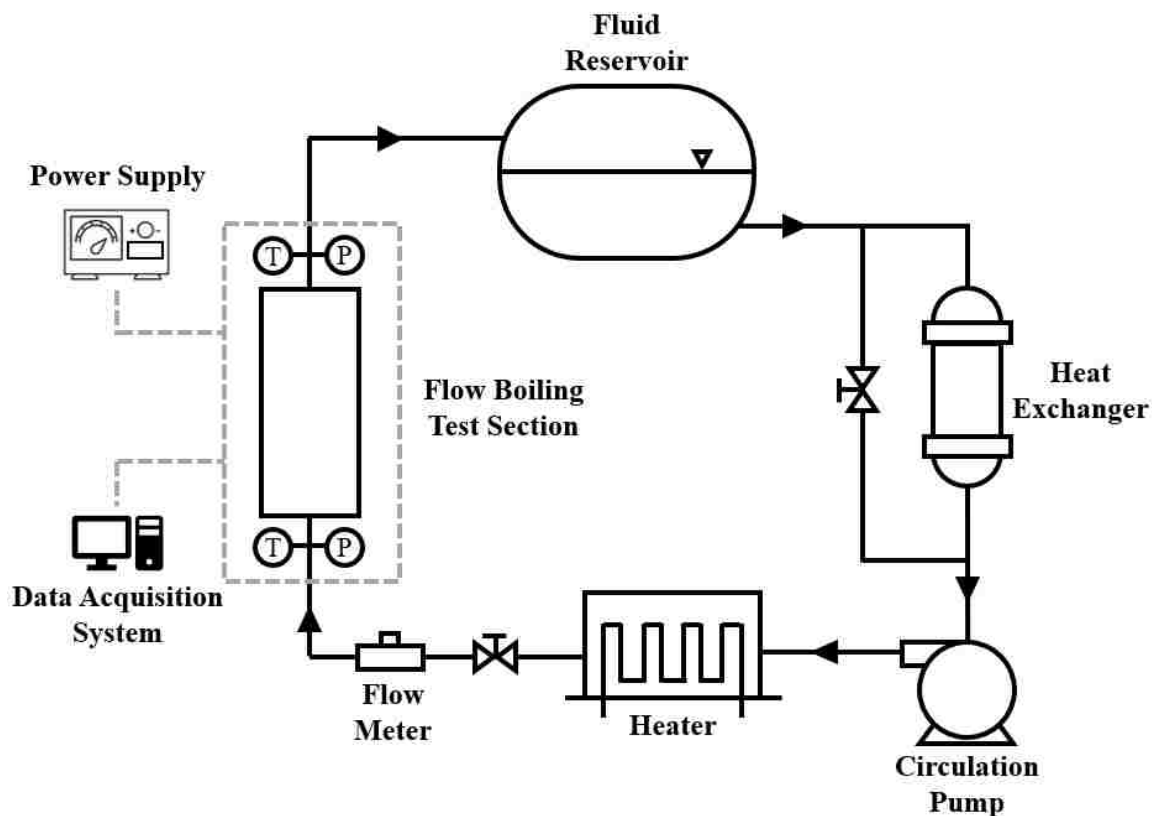 Fluid
Reservoir
Power Supply
+ -
T P
Flow Boiling
Test Section
Heat
Exchanger
T P
Data Acquisition
System
Flow
Meter
Heater
Circulation
Pump